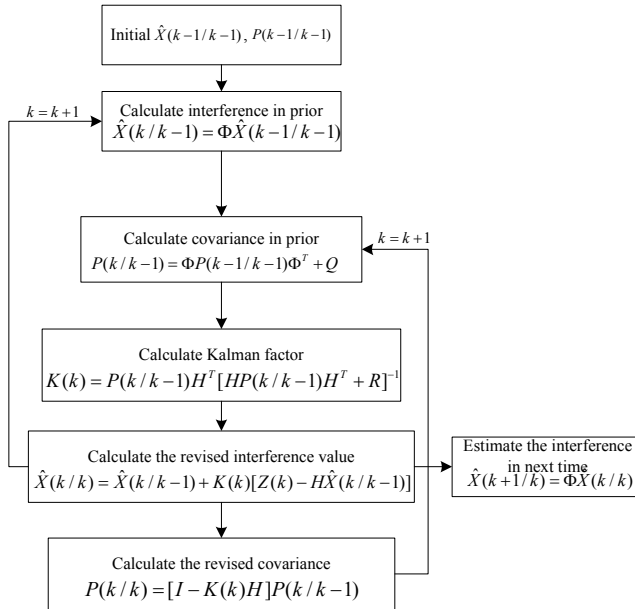 Initial X̂(k−1/k−1), P(k−1/k−1)
k = k+1
Calculate interference in prior
X̂(k/k−1) = ΦX̂(k−1/k−1)
Calculate covariance in prior
k = k+1
P(k/k−1) = ΦP(k−1/k−1)Φ^T + Q
Calculate Kalman factor
K(k) = P(k/k−1)H^T[HP(k/k−1)H^T + R]^−1
Calculate the revised interference value
X̂(k/k) = X̂(k/k−1) + K(k)[Z(k) − HX̂(k/k−1)]
Estimate the interference
in next time
X̂(k+1/k) = ΦX̂(k/k)
Calculate the revised covariance
P(k/k) = [I − K(k)H]P(k/k−1)